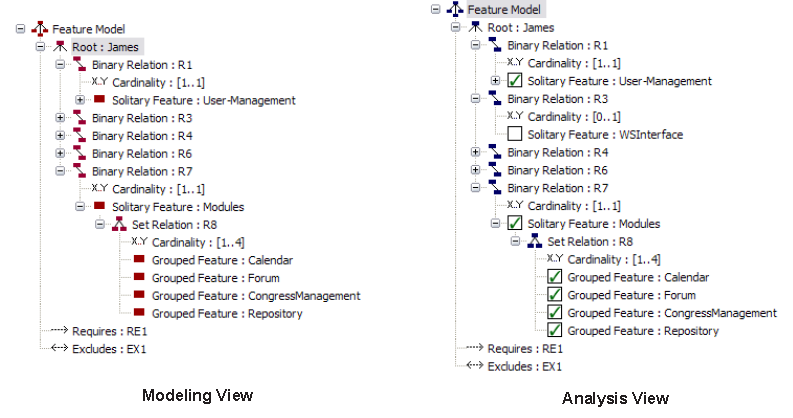 Feature Model
Root : James
Binary Relation : R1
X..Y Cardinality : [1..1]
Solitary Feature : User-Management
Binary Relation : R3
Binary Relation : R4
Binary Relation : R6
Binary Relation : R7
X..Y Cardinality : [1..1]
Solitary Feature : Modules
Set Relation : R8
X..Y Cardinality : [1..4]
Grouped Feature : Calendar
Grouped Feature : Forum
Grouped Feature : CongressManagement
Grouped Feature : Repository
Requires : RE1
Excludes : EX1
Modeling View
Feature Model
Root : James
Binary Relation : R1
X..Y Cardinality : [1..1]
Solitary Feature : User-Management
Binary Relation : R3
X..Y Cardinality : [0..1]
Solitary Feature : WSInterface
Binary Relation : R4
Binary Relation : R6
Binary Relation : R7
X..Y Cardinality : [1..1]
Solitary Feature : Modules
Set Relation : R8
X..Y Cardinality : [1..4]
Grouped Feature : Calendar
Grouped Feature : Forum
Grouped Feature : CongressManagement
Grouped Feature : Repository
Requires : RE1
Excludes : EX1
Analysis View